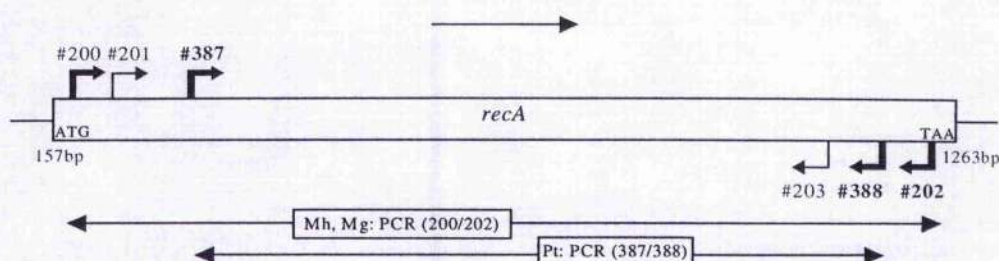 #200 #201 #387
recA
ATG TAA
157bp 1263bp
#203 #388 #202
Mh, Mg: PCR (200/202)
Pt: PCR (387/388)